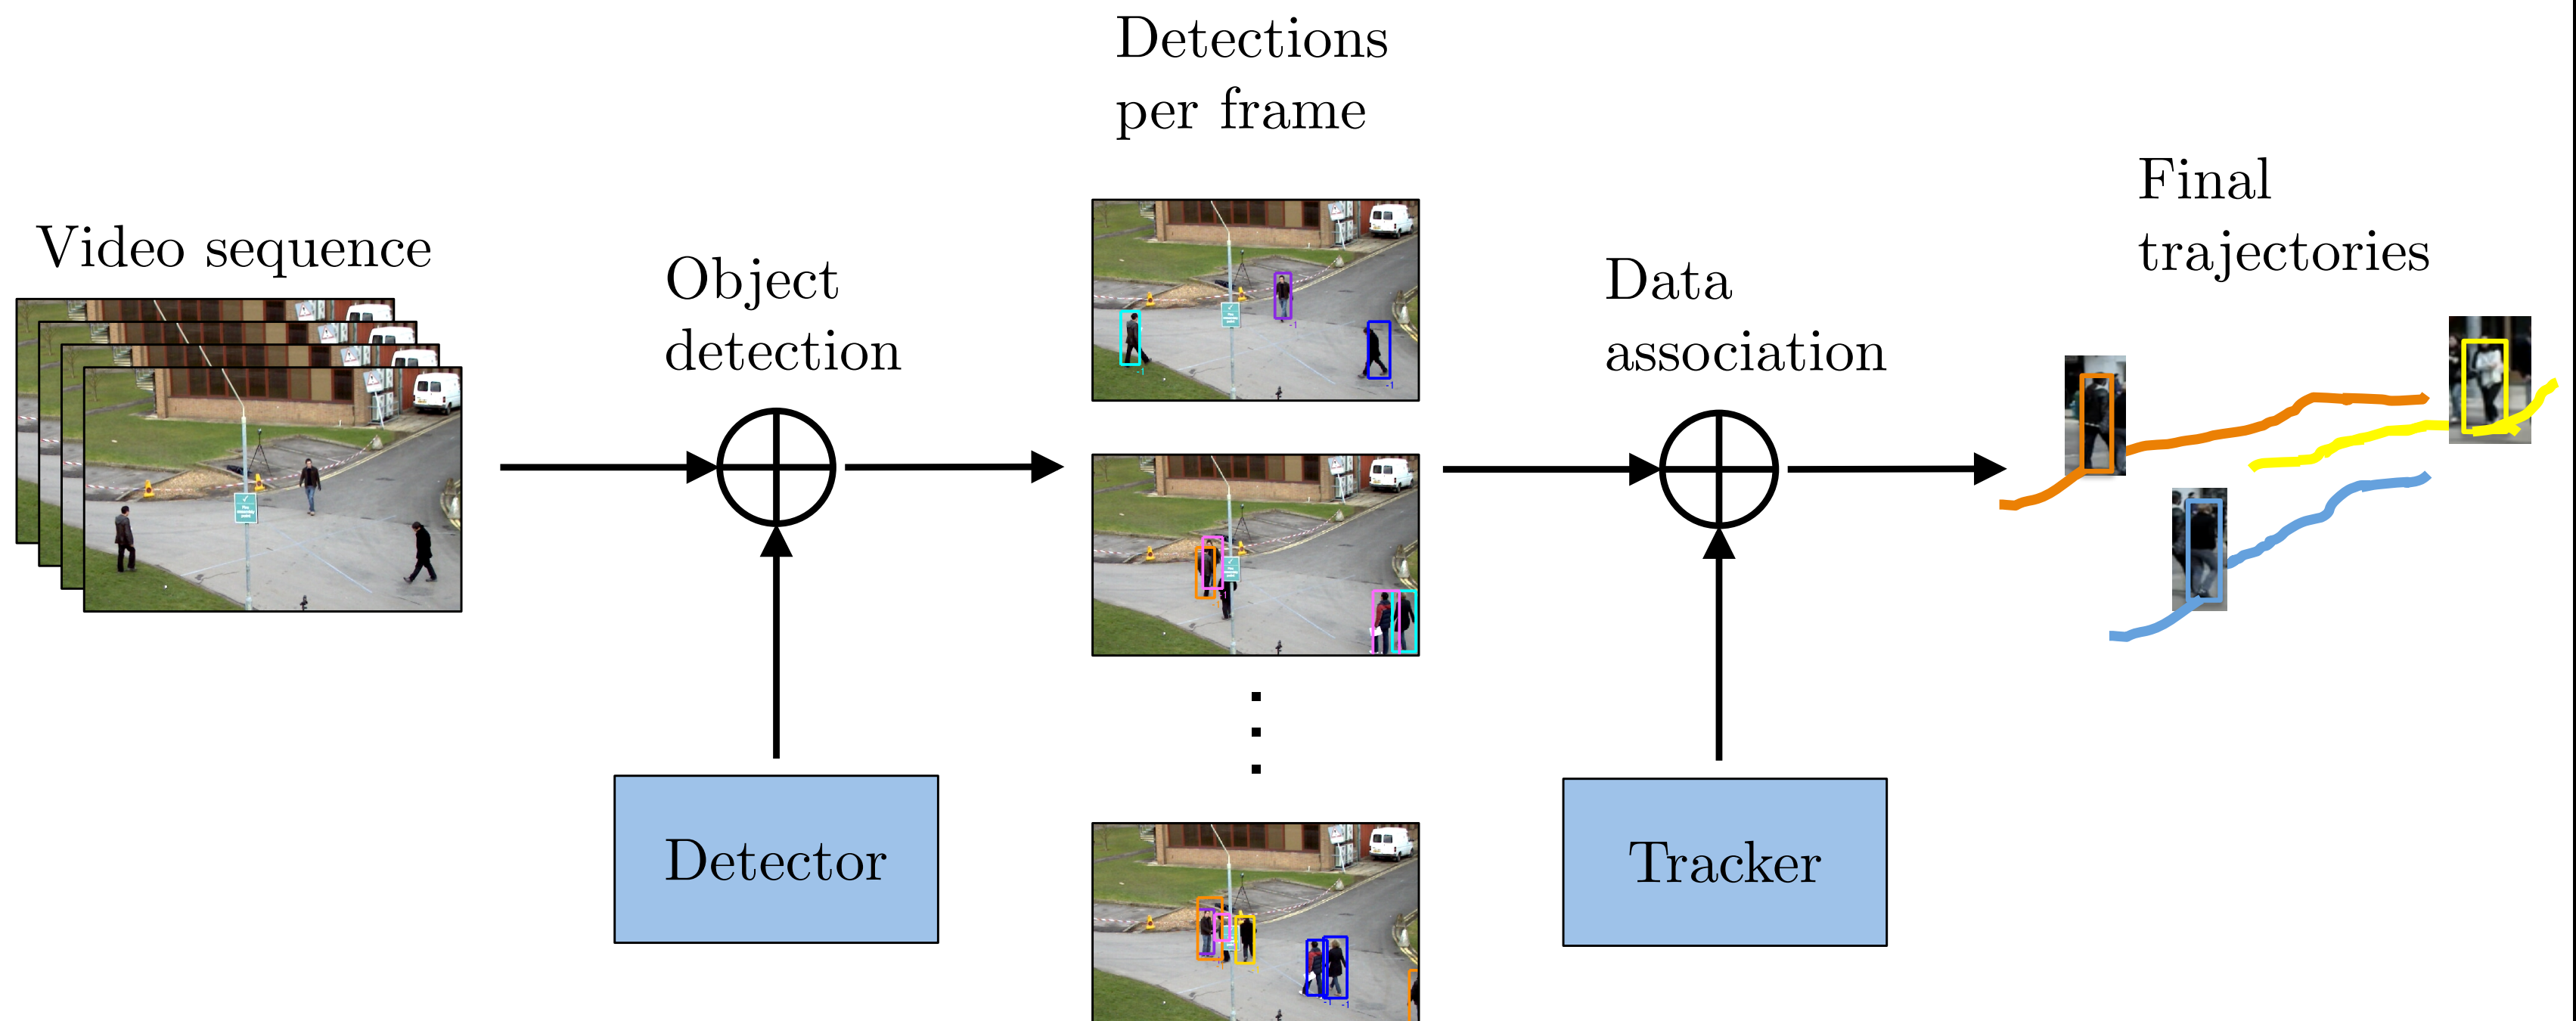 Detections
per frame
Final
trajectories
Video sequence
Object
detection
Data
association
Detector
Tracker